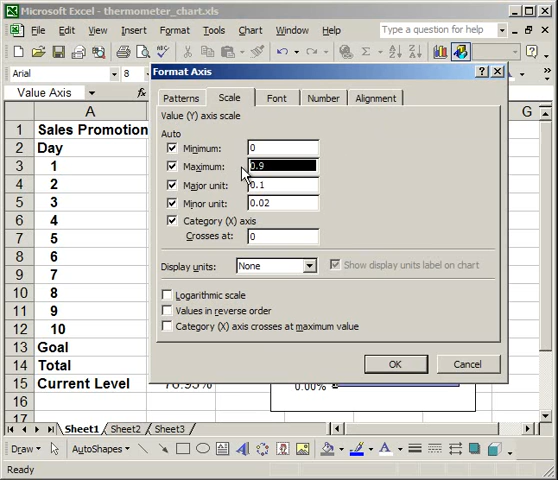 Microsoft Excel - thermometer_chart.xls
File Edit View Insert Format Tools Chart Window Help Type a question for help
Arial 8
Value Axis
A G
1 Sales Promotion
2 Day
3 1
4 2
5 3
6 4
7 5
8 6
9 7
10 8
11 9
12 10
13 Goal
14 Total
15 Current Level 76.95% 0.00%
16
17
Format Axis
Patterns Scale Font Number Alignment
Value (Y) axis scale
Auto
Minimum: 0
Maximum: 0.9
Major unit: 0.1
Minor unit: 0.02
Category (X) axis
Crosses at: 0
Display units: None Show display units label on chart
Logarithmic scale
Values in reverse order
Category (X) axis crosses at maximum value
OK Cancel
Sheet1 Sheet2 Sheet3
Draw AutoShapes
Ready